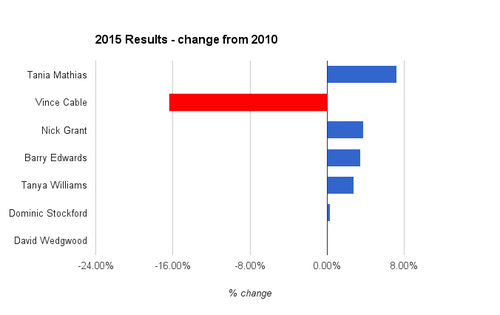 2015 Results - change from 2010
Tania Mathias
Vince Cable
Nick Grant
Barry Edwards
Tanya Williams
Dominic Stockford
David Wedgwood
-24.00% -16.00% -8.00% 0.00% 8.00%
% change